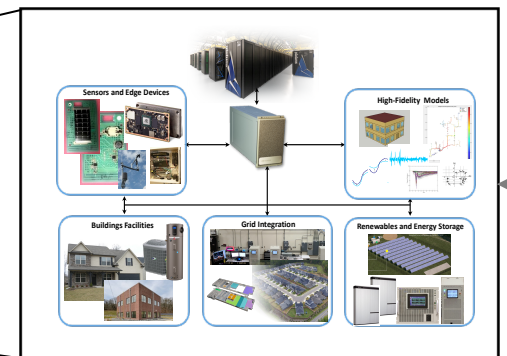 Sensors and Edge Devices
High-Fidelity Models
Buildings Facilities
Grid Integration
Renewables and Energy Storage